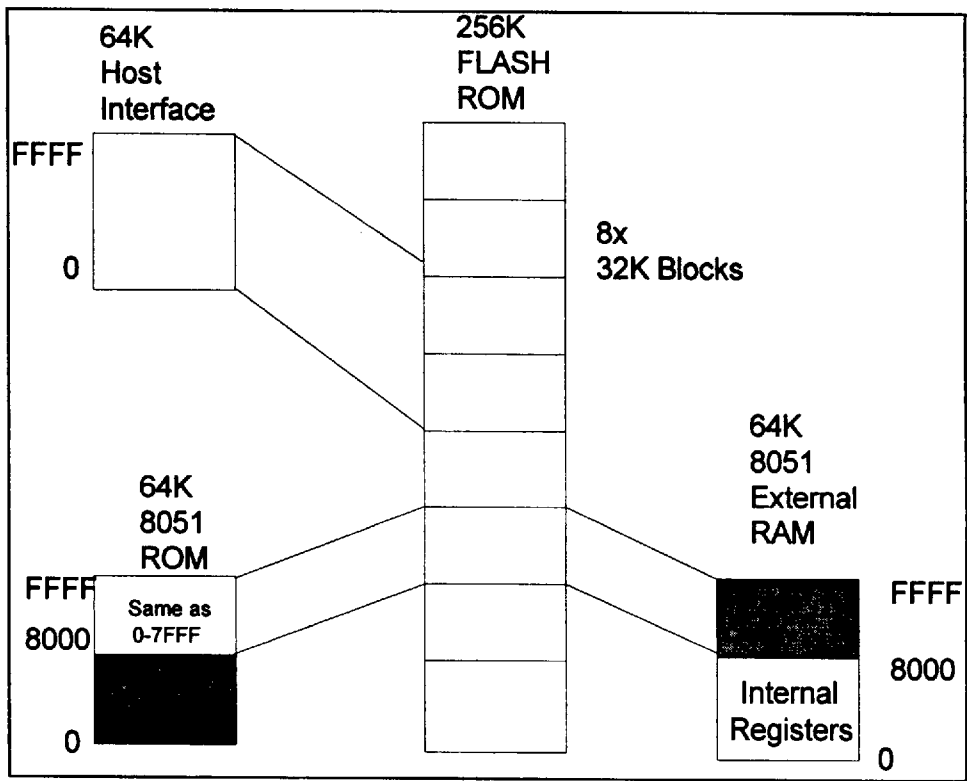 64K
Host
Interface
FFFF
0
256K
FLASH
ROM
8x
32K Blocks
64K
8051
ROM
FFFF
8000
0
Same as
0-7FFF
64K
8051
External
RAM
FFFF
8000
0
Internal
Registers